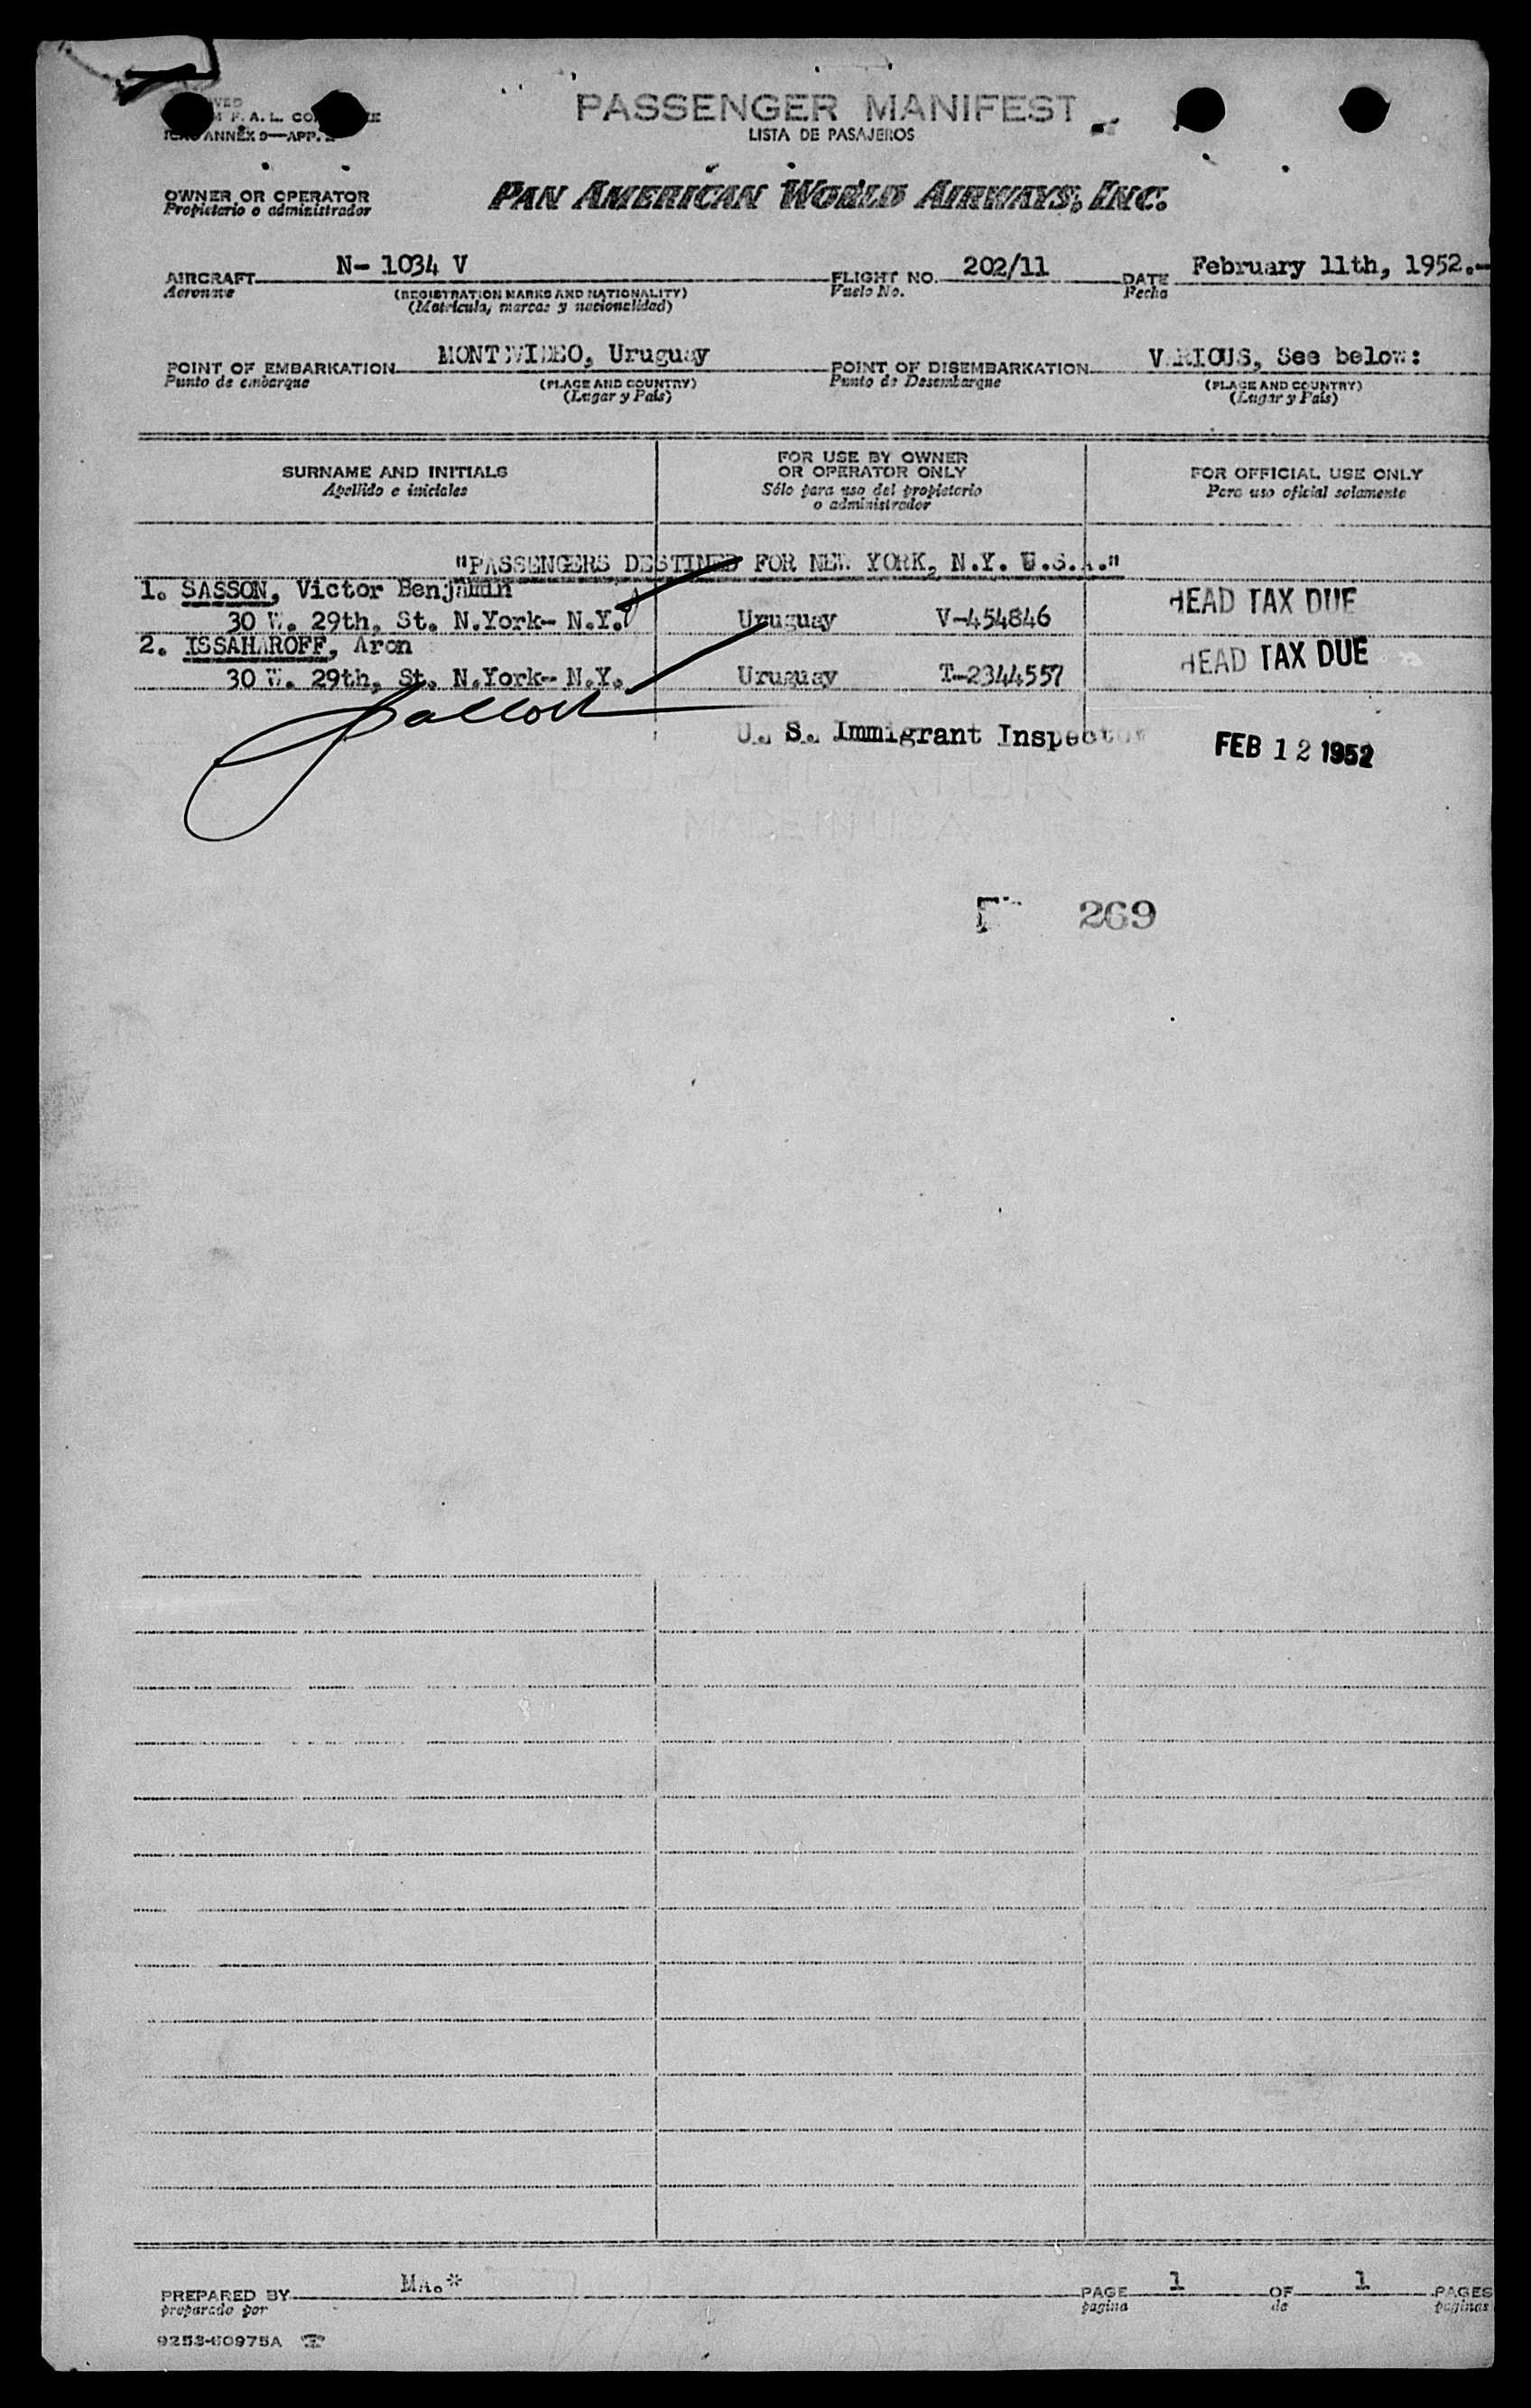 F. A. L.
ANNEX 9—APP.
PASSENGER MANIFEST
LISTA DE PASAJEROS
OWNER OR OPERATOR
Propietario o administrador
PAN AMERICAN WORLD AIRWAYS, INC.
AIRCRAFT N- 1034 V FLIGHT NO. 202/11 DATE February 11th, 1952.-
Aeronave (REGISTRATION MARKS AND NATIONALITY) Vuelo No. Fecha
(Matrícula, marcas y nacionalidad)
POINT OF EMBARKATION MONTEVIDEO, Uruguay POINT OF DISEMBARKATION VARIOUS, See below:
Punto de embarque (PLACE AND COUNTRY) Punto de Desembarque (PLACE AND COUNTRY)
(Lugar y País) (Lugar y País)
SURNAME AND INITIALS
Apellido e iniciales
FOR USE BY OWNER
OR OPERATOR ONLY
Sólo para uso del propietario
o administrador
FOR OFFICIAL USE ONLY
Para uso oficial solamente
"PASSENGERS DESTINED FOR NEW YORK, N.Y. U.S.A."
1. SASSON, Victor Benjamin
30 W. 29th, St. N.York- N.Y. Uruguay V-454846 HEAD TAX DUE
2. ISSAHAROFF, Aron
30 W. 29th, St. N.York- N.Y. Uruguay T-2344557 HEAD TAX DUE
U. S. Immigrant Inspector FEB 12 1952
269
PREPARED BY MA.* PAGE 1 OF 1 PAGES
preparado por pagina de paginas
9253-60975A